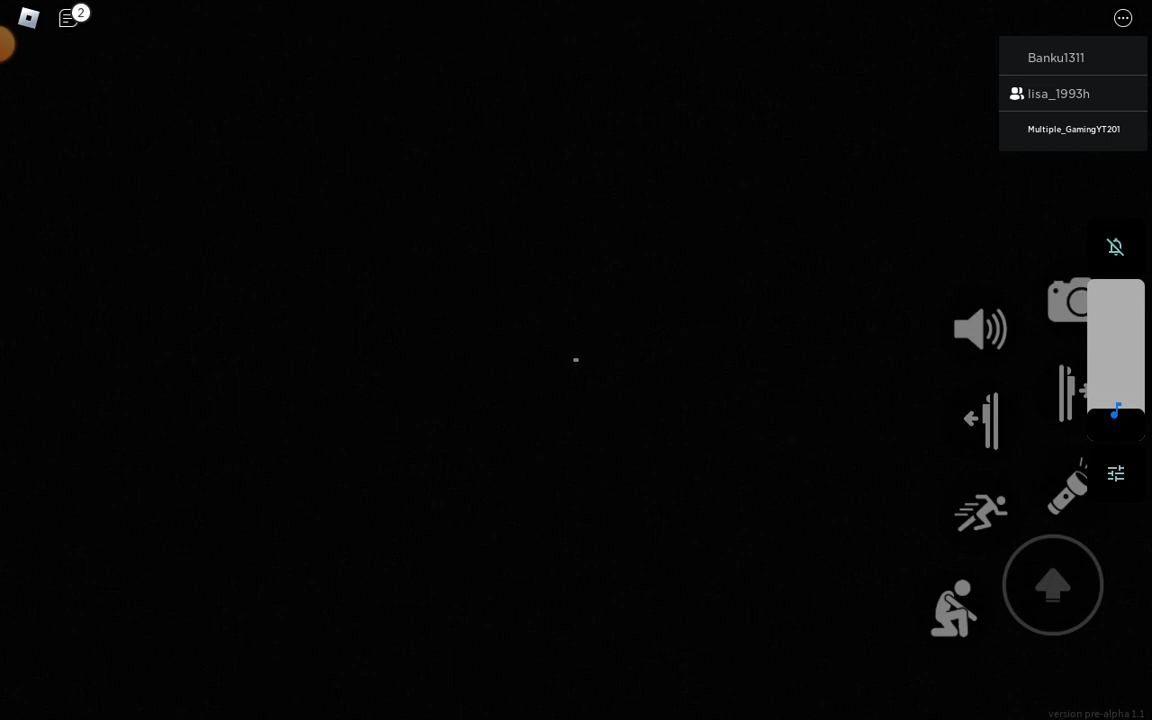 2
Banku1311
lisa_1993h
Multiple_GamingYT201
version pre-alpha 1.1